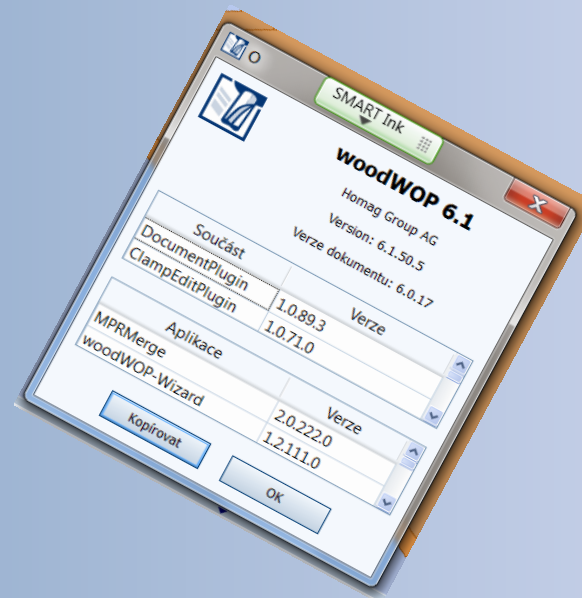 O
SMART Ink
woodWOP 6.1
Homag Group AG
Version: 6.1.50.5
Verze dokumentu: 6.0.17
Součást Verze
DocumentPlugin 1.0.89.3
ClampEditPlugin 1.0.71.0
Aplikace Verze
MPRMerge 2.0.222.0
woodWOP-Wizard 1.2.111.0
Kopírovat
OK